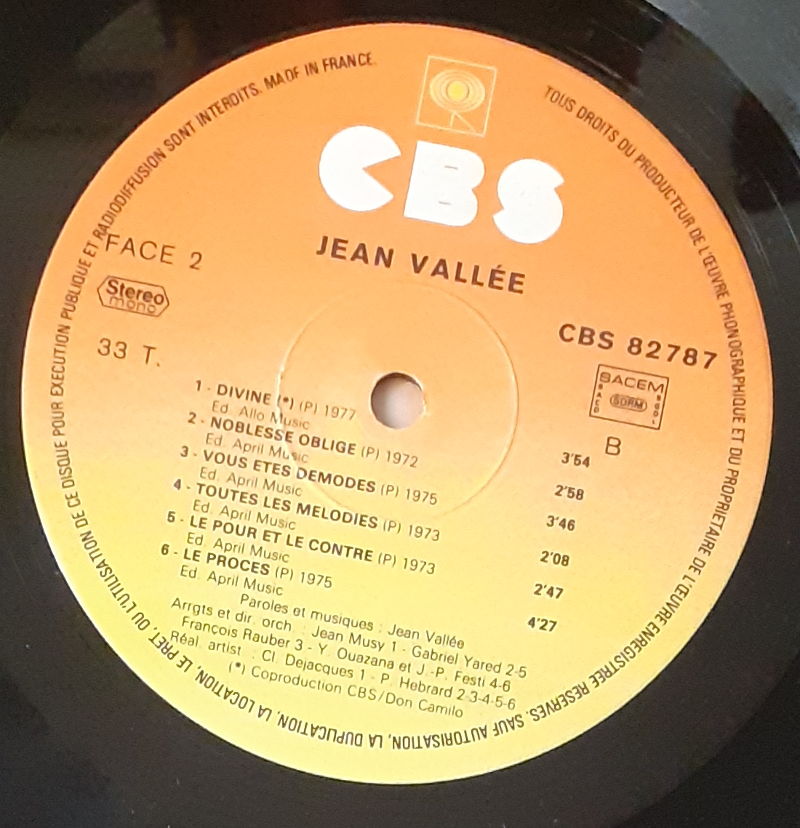 TOUS DROITS DU PRODUCTEUR DE L'ŒUVRE PHONOGRAPHIQUE ET DU PROPRIETAIRE DE L'ŒUVRE ENREGISTREE RESERVES. SAUF AUTORISATION, LA DUPLICATION, LA LOCATION, LE PRET, OU L'UTILISATION DE CE DISQUE POUR EXECUTION PUBLIQUE ET RADIODIFFUSION SONT INTERDITS. MADE IN FRANCE.
CBS
JEAN VALLÉE
FACE 2
Stereo
mono
33 T.
CBS 82787
SACEM
SACD
SDRM
SGDL
B
1 - DIVINE (*) (P) 1977
Ed. Allo Music
3'54
2 - NOBLESSE OBLIGE (P) 1972
Ed. April Music
2'58
3 - VOUS ETES DEMODES (P) 1975
Ed. April Music
3'46
4 - TOUTES LES MELODIES (P) 1973
Ed. April Music
2'08
5 - LE POUR ET LE CONTRE (P) 1973
Ed. April Music
2'47
6 - LE PROCES (P) 1975
Ed. April Music
4'27
Paroles et musiques : Jean Vallée
Arrgts et dir. orch : Jean Musy 1 - Gabriel Yared 2-5
François Rauber 3 - Y. Ouazana et J.-P. Festi 4-6
Réal. artist : Cl. Dejacques 1 - P. Hebrard 2-3-4-5-6
(*) Coproduction CBS/Don Camilo